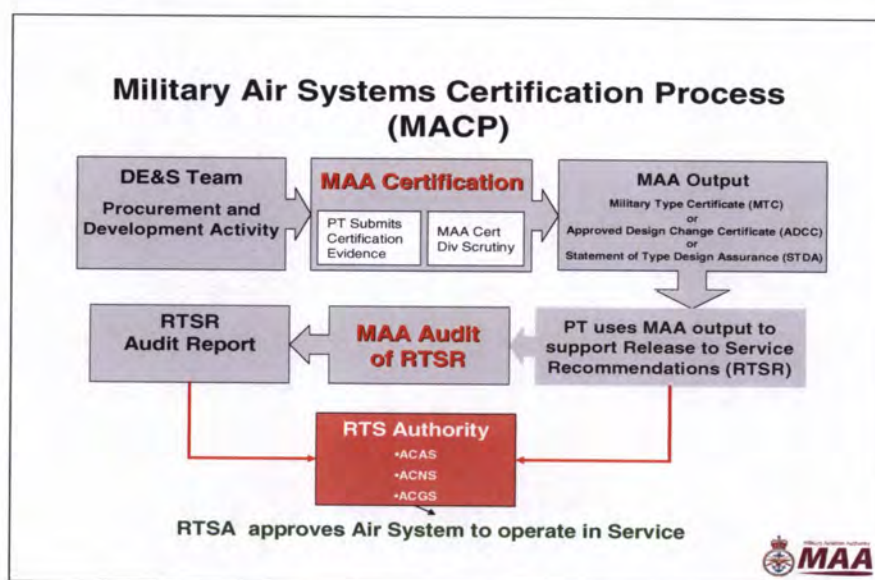 Military Air Systems Certification Process
(MACP)
DE&S Team
Procurement and
Development Activity
MAA Certification
PT Submits
Certification
Evidence
MAA Cert
Div Scrutiny
MAA Output
Military Type Certificate (MTC)
or
Approved Design Change Certificate (ADCC)
or
Statement of Type Design Assurance (STDA)
PT uses MAA output to
support Release to Service
Recommendations (RTSR)
MAA Audit
of RTSR
RTSR
Audit Report
RTS Authority
•ACAS
•ACNS
•ACGS
RTSA approves Air System to operate in Service
Military Aviation Authority
MAA